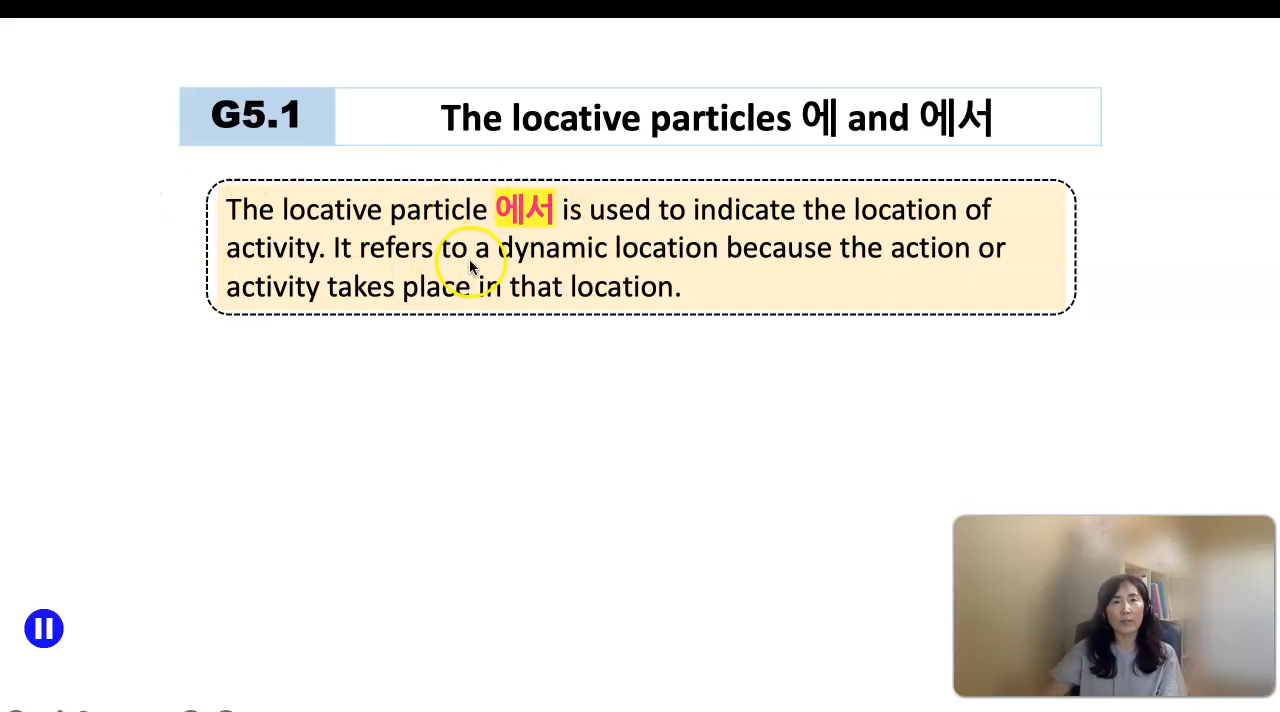 G5.1
The locative particles 에 and 에서
The locative particle 에서 is used to indicate the location of
activity. It refers to a dynamic location because the action or
activity takes place in that location.